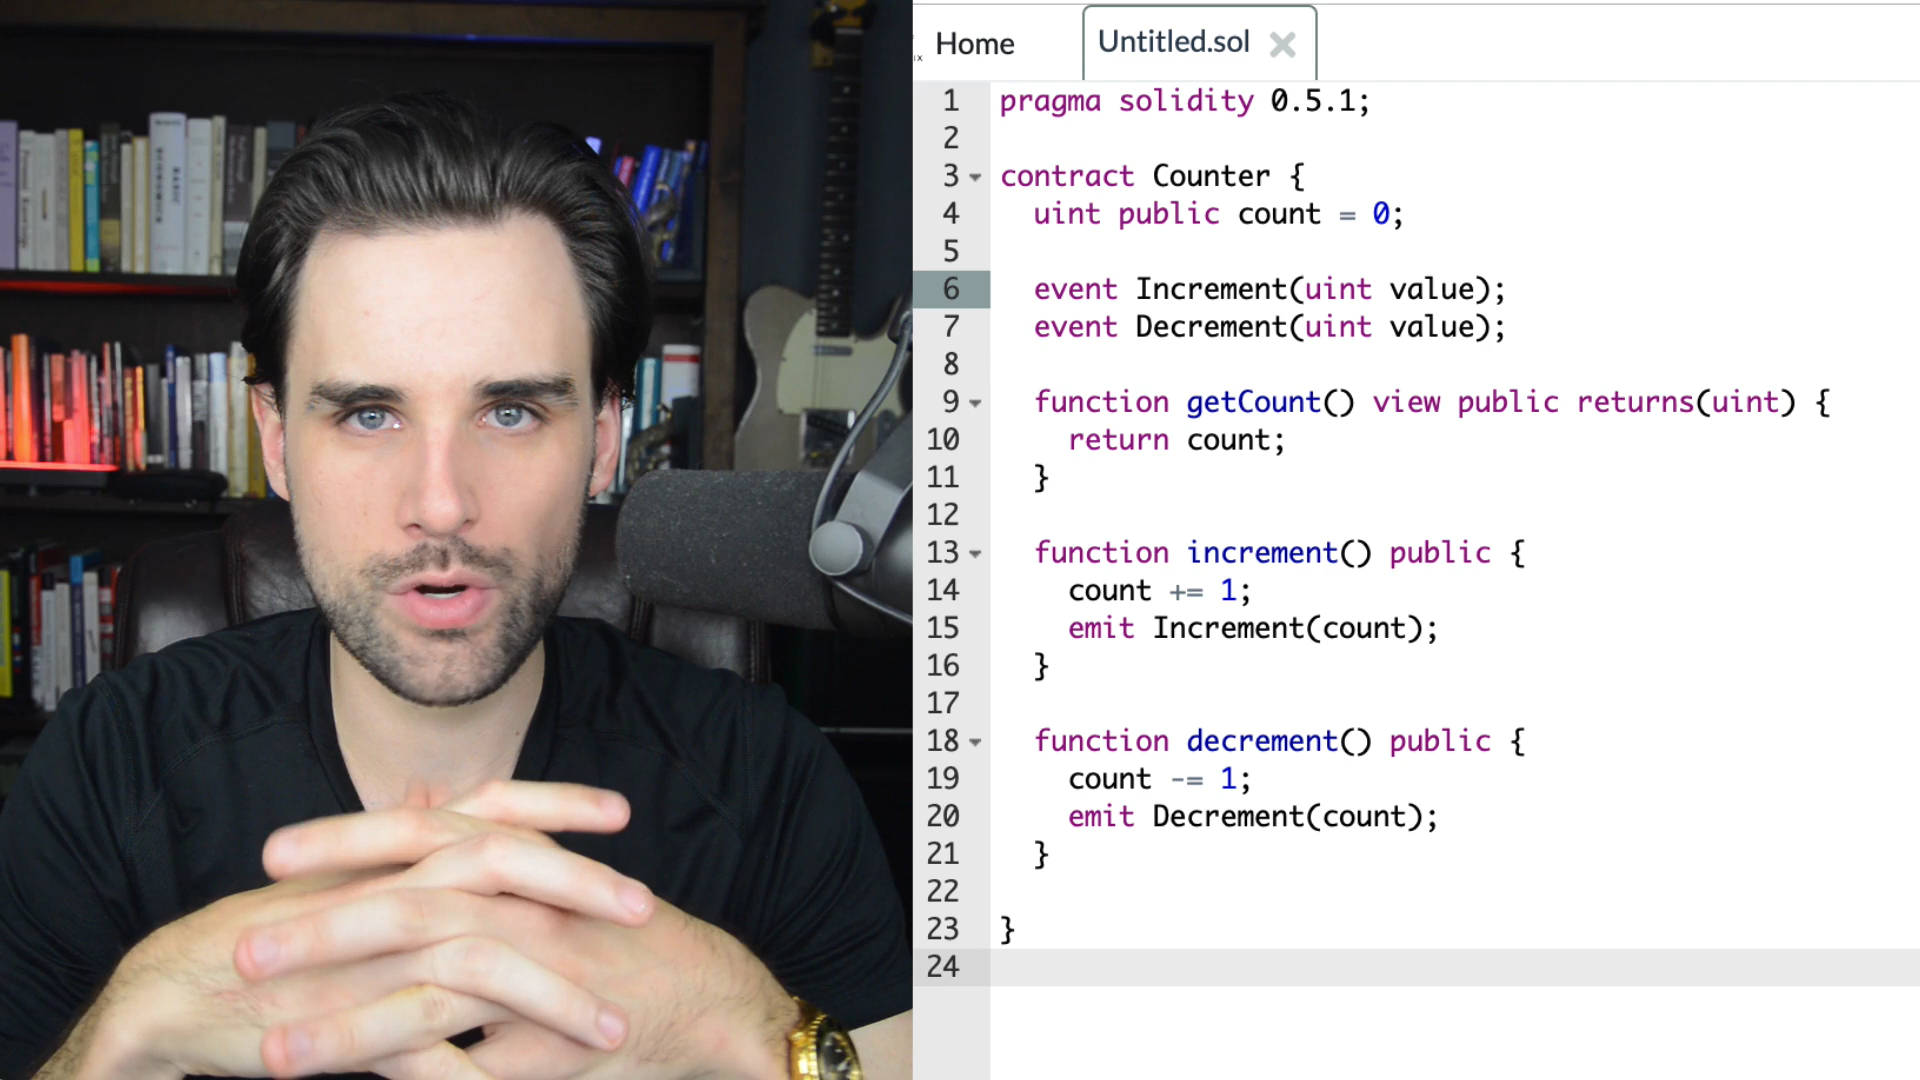 Home
Untitled.sol
1 pragma solidity 0.5.1;
2
3 contract Counter {
4   uint public count = 0;
5
6   event Increment(uint value);
7   event Decrement(uint value);
8
9   function getCount() view public returns(uint) {
10     return count;
11   }
12
13   function increment() public {
14     count += 1;
15     emit Increment(count);
16   }
17
18   function decrement() public {
19     count -= 1;
20     emit Decrement(count);
21   }
22
23 }
24